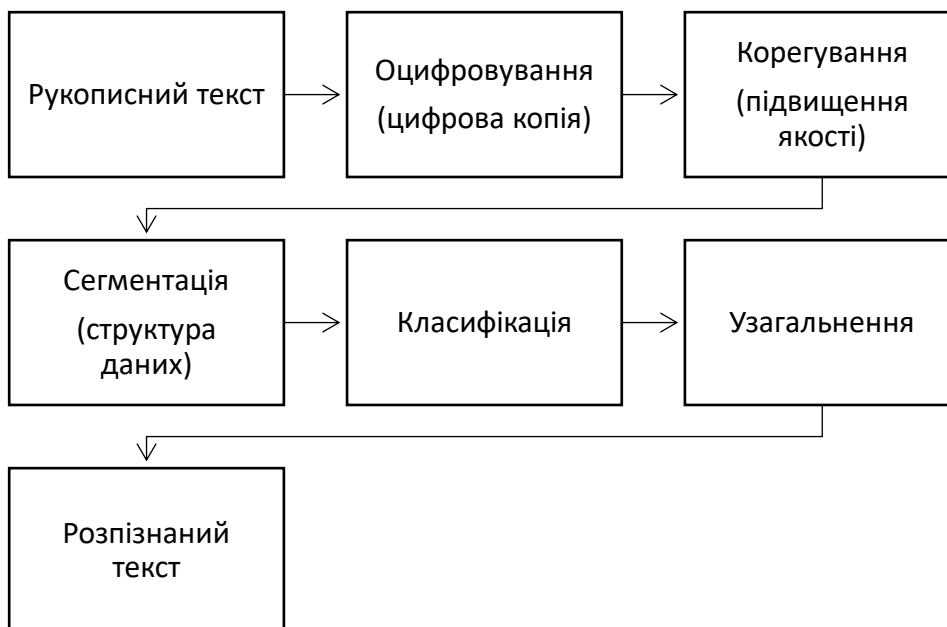 Рукописний текст
Оцифровування
(цифрова копія)
Корегування
(підвищення
якості)
Сегментація
(структура
даних)
Класифікація
Узагальнення
Розпізнаний
текст